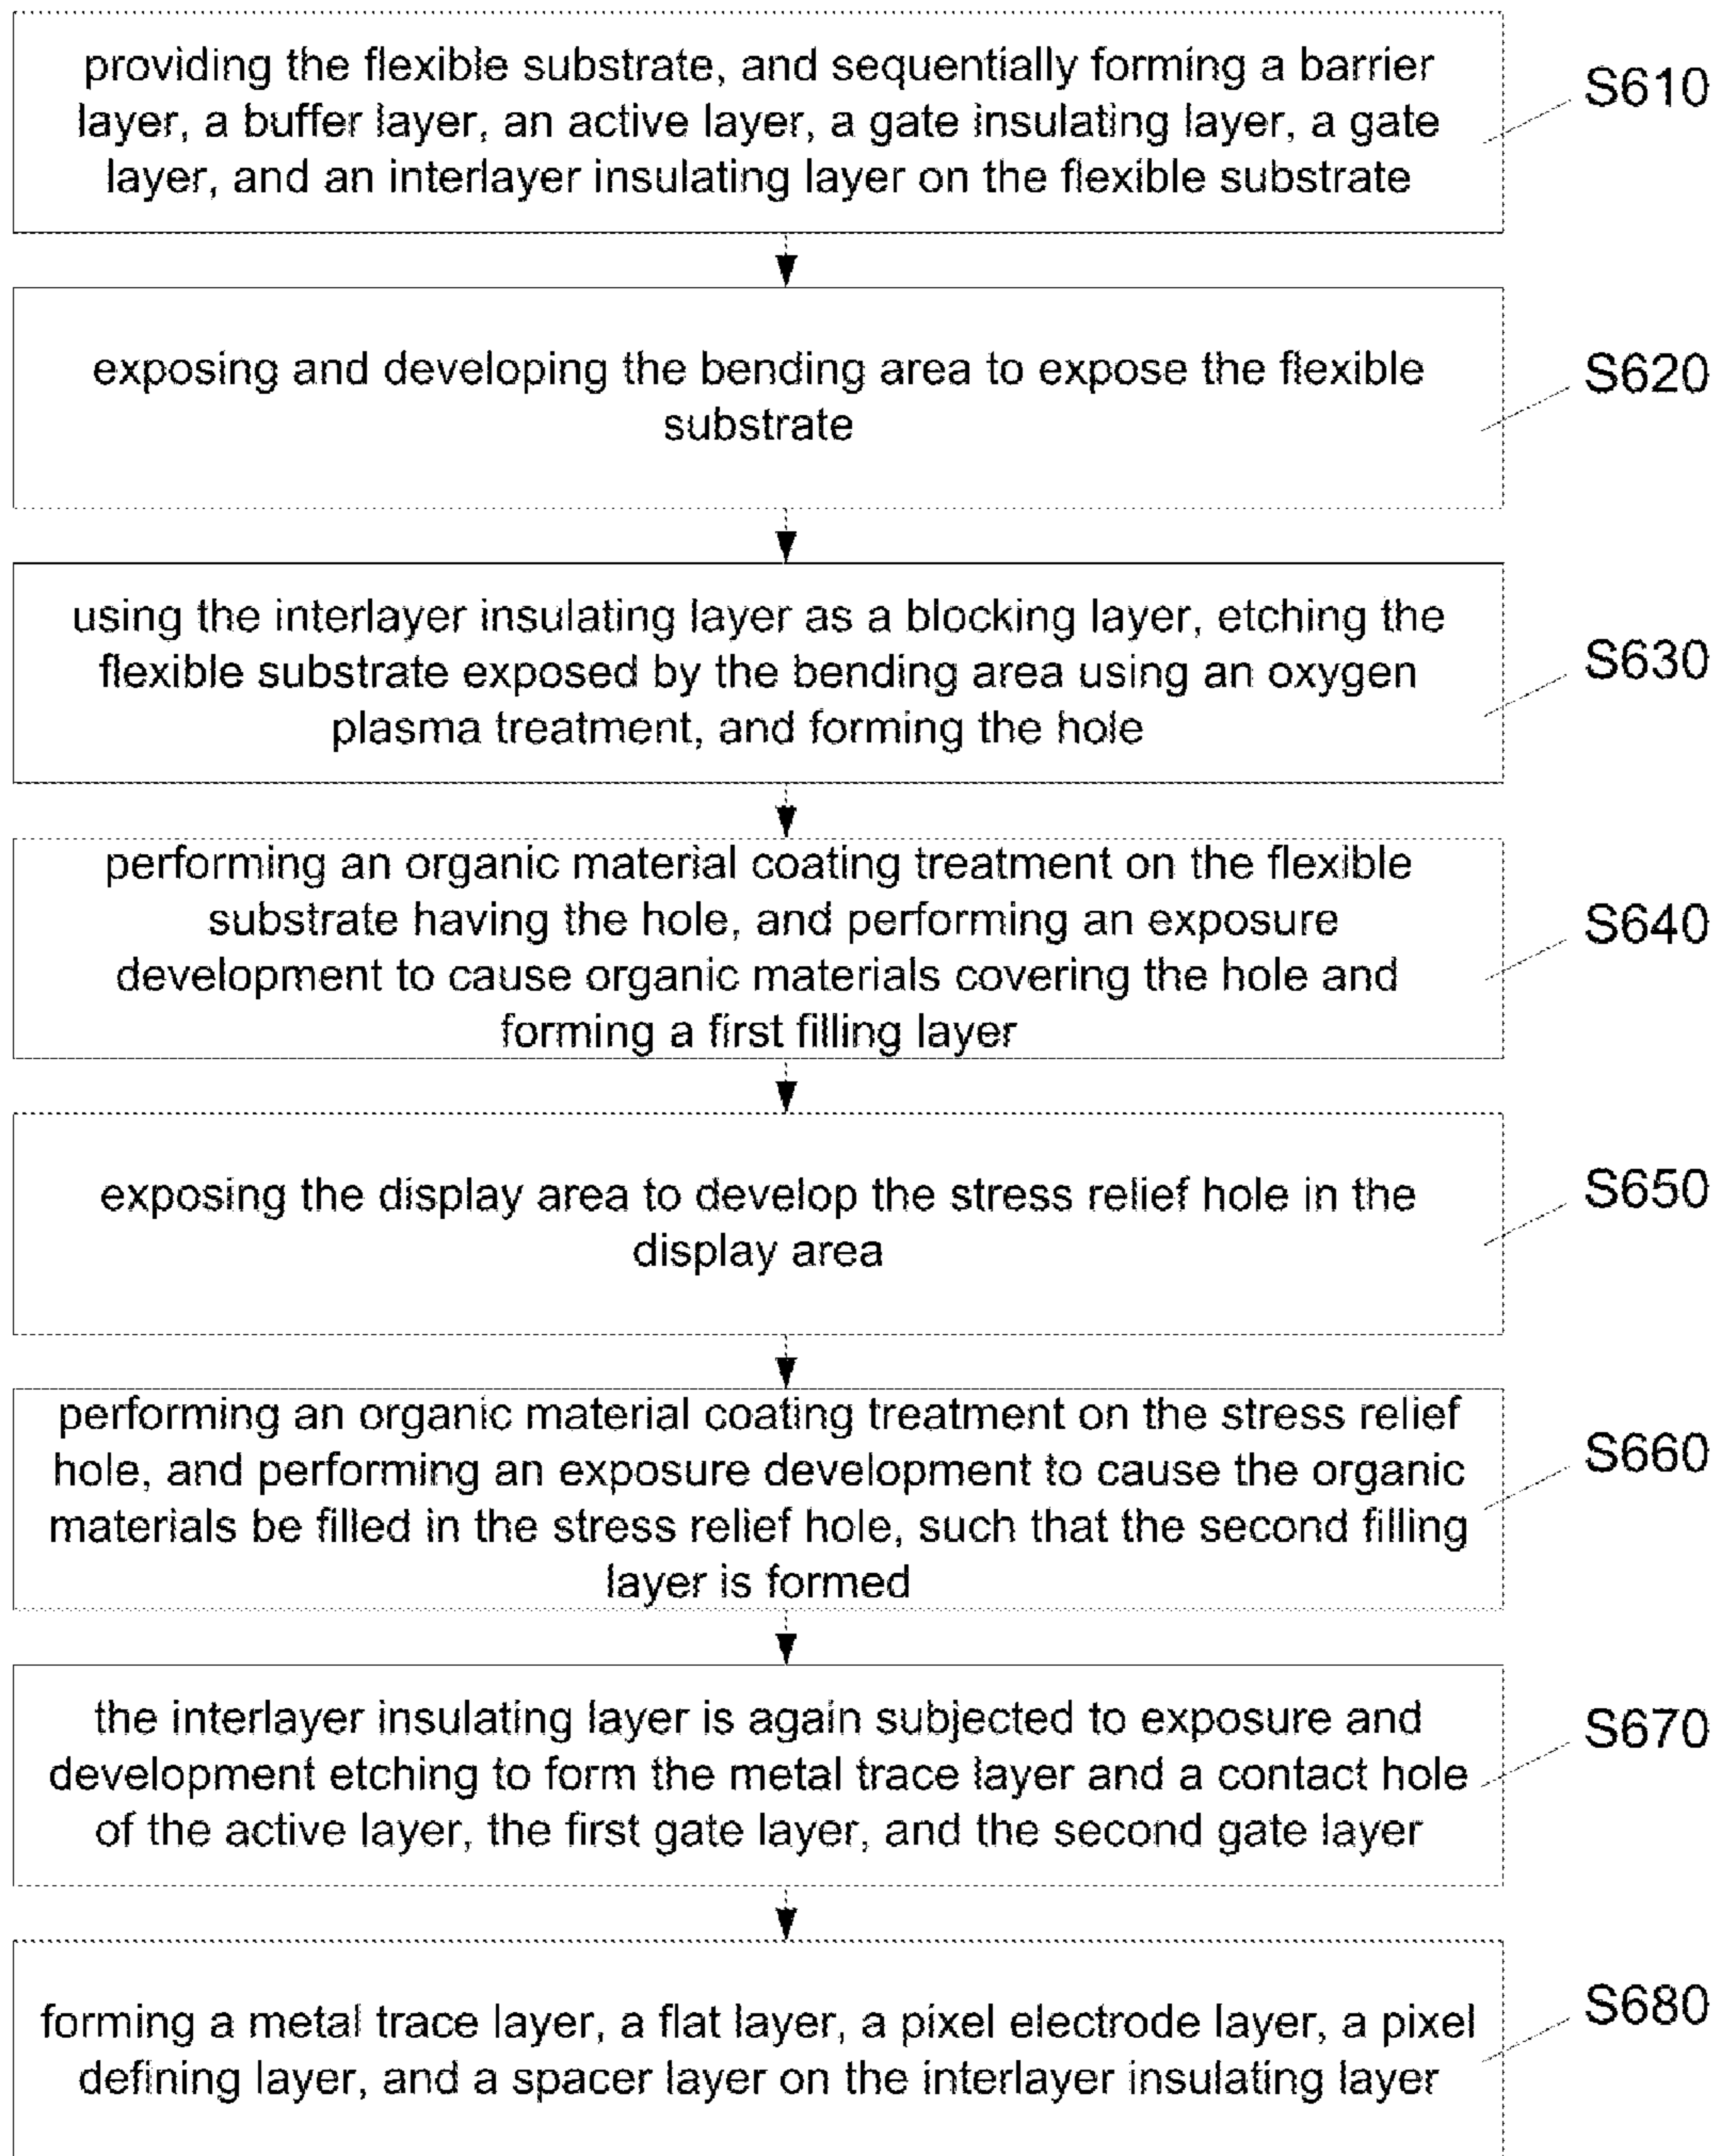 providing the flexible substrate, and sequentially forming a barrier
layer, a buffer layer, an active layer, a gate insulating layer, a gate
layer, and an interlayer insulating layer on the flexible substrate
S610
exposing and developing the bending area to expose the flexible
substrate
S620
using the interlayer insulating layer as a blocking layer, etching the
flexible substrate exposed by the bending area using an oxygen
plasma treatment, and forming the hole
S630
performing an organic material coating treatment on the flexible
substrate having the hole, and performing an exposure
development to cause organic materials covering the hole and
forming a first filling layer
S640
exposing the display area to develop the stress relief hole in the
display area
S650
performing an organic material coating treatment on the stress relief
hole, and performing an exposure development to cause the organic
materials be filled in the stress relief hole, such that the second filling
layer is formed
S660
the interlayer insulating layer is again subjected to exposure and
development etching to form the metal trace layer and a contact hole
of the active layer, the first gate layer, and the second gate layer
S670
forming a metal trace layer, a flat layer, a pixel electrode layer, a pixel
defining layer, and a spacer layer on the interlayer insulating layer
S680